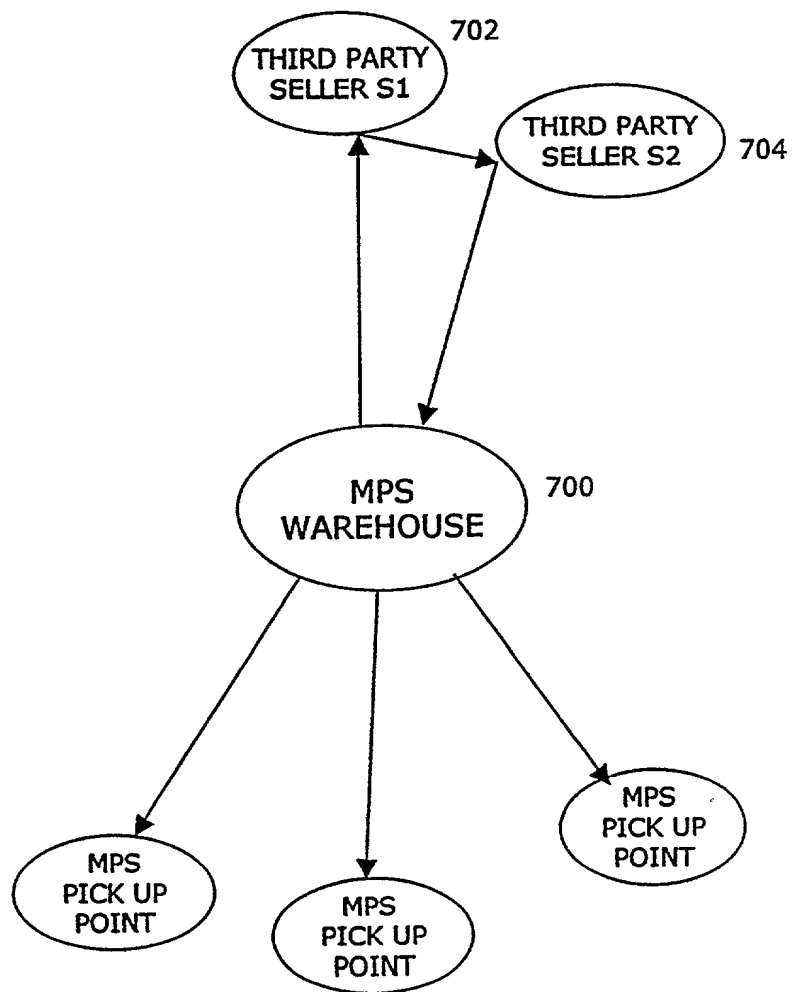 702
THIRD PARTY
SELLER S1
THIRD PARTY
SELLER S2
704
MPS
WAREHOUSE
700
MPS
PICK UP
POINT
MPS
PICK UP
POINT
MPS
PICK UP
POINT